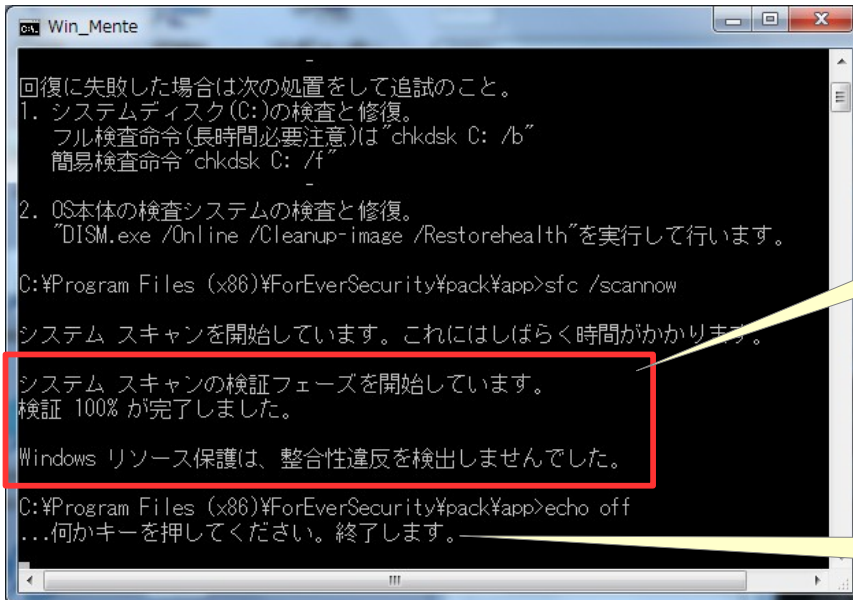 Win_Mente
-
回復に失敗した場合は次の処置をして追試のこと。
1. システムディスク(C:)の検査と修復。
フル検査命令(長時間必要注意)は"chkdsk C: /b"
簡易検査命令"chkdsk C: /f"
-
2. OS本体の検査システムの検査と修復。
"DISM.exe /Online /Cleanup-image /Restorehealth"を実行して行います。
C:¥Program Files (x86)¥ForEverSecurity¥pack¥app>sfc /scannow
システム スキャンを開始しています。これにはしばらく時間がかかります。
システム スキャンの検証フェーズを開始しています。
検証 100% が完了しました。
Windows リソース保護は、整合性違反を検出しませんでした。
C:¥Program Files (x86)¥ForEverSecurity¥pack¥app>echo off
...何かキーを押してください。終了します。